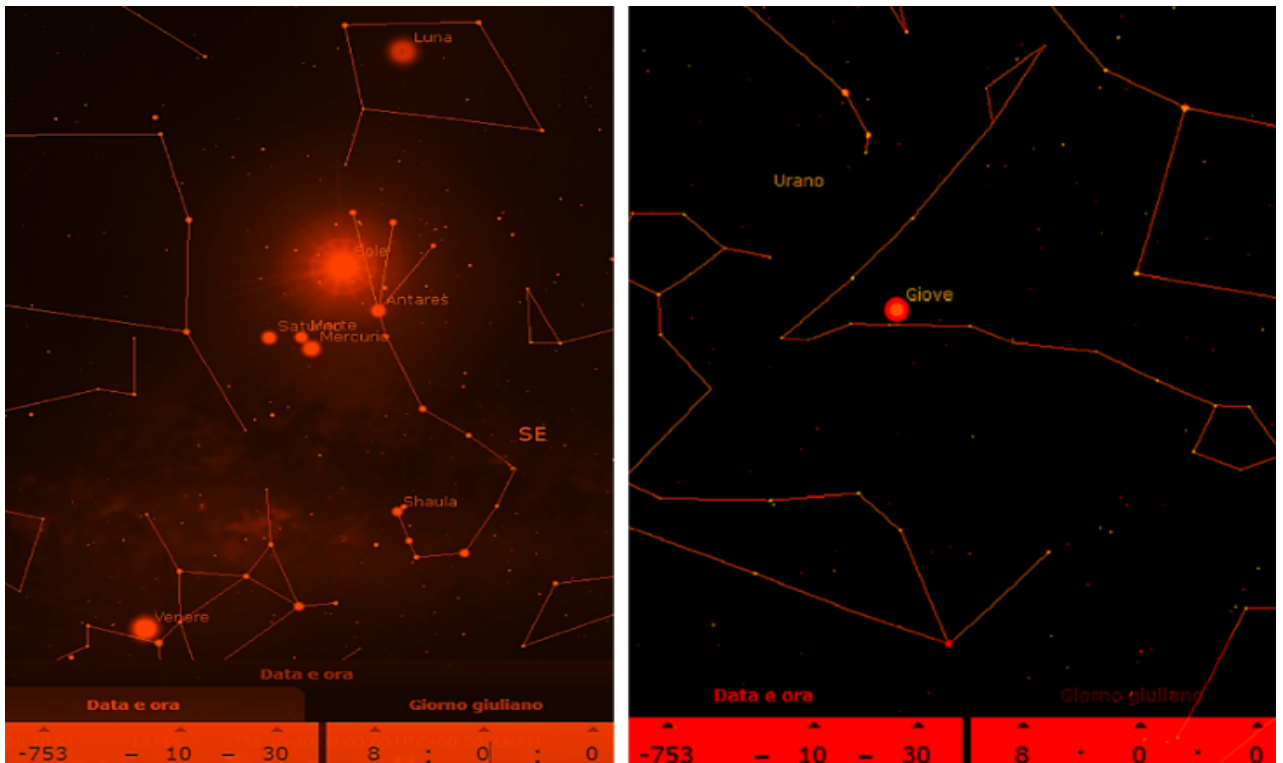 Luna
Sole
Antares
Saturno
Marte
Mercurio
SE
Shaula
Venere
Data e ora
Data e ora Giorno giuliano
-753 - 10 - 30 8 : 0 : 0
Urano
Giove
Data e ora Giorno giuliano
-753 - 10 - 30 8 : 0 : 0